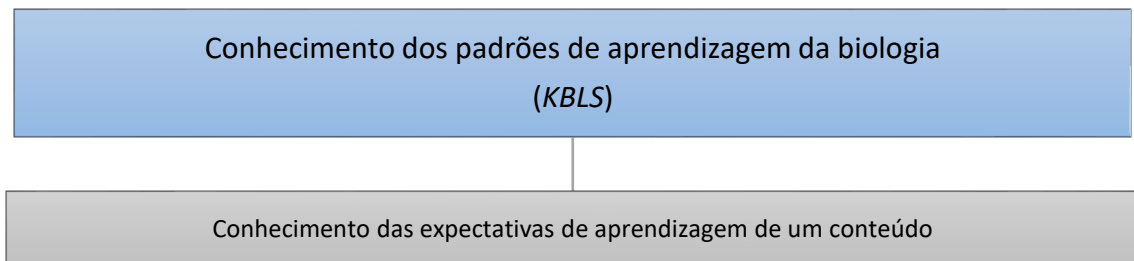 Conhecimento dos padrões de aprendizagem da biologia
(KBLS)
Conhecimento das expectativas de aprendizagem de um conteúdo